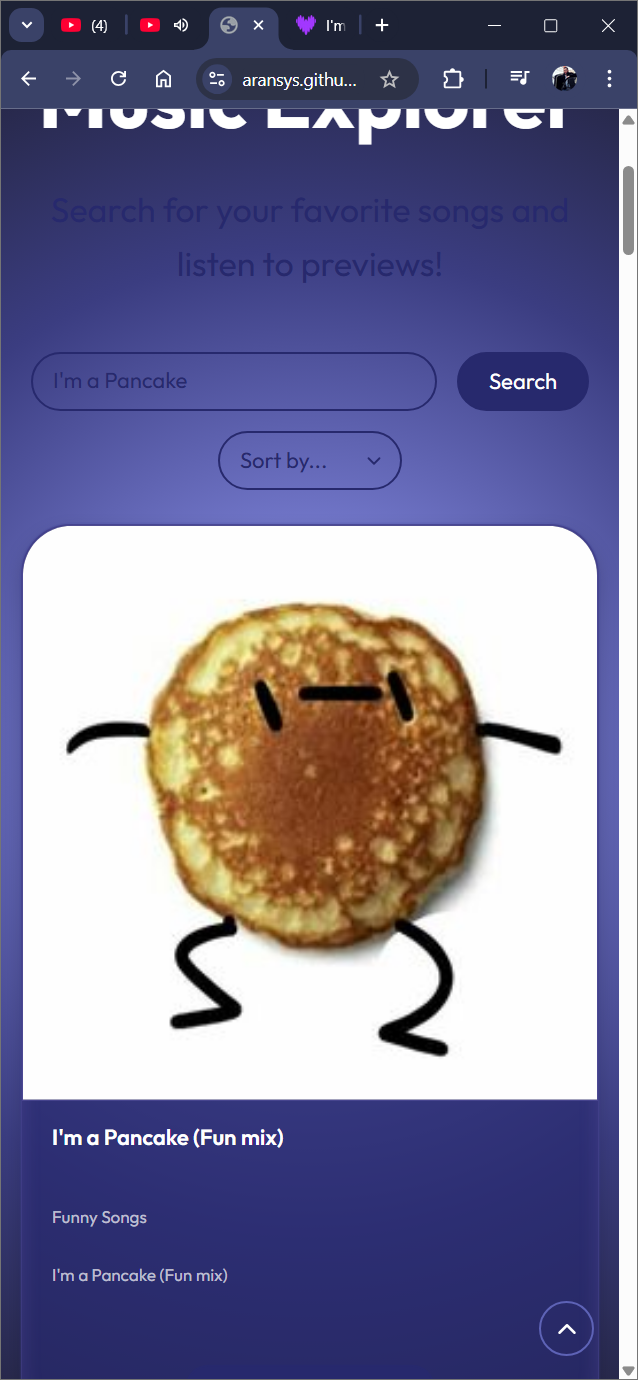 (4)
I'm
aransys.githu...
Music Explorer
Search for your favorite songs and
listen to previews!
I'm a Pancake
Search
Sort by...
I'm a Pancake (Fun mix)
Funny Songs
I'm a Pancake (Fun mix)